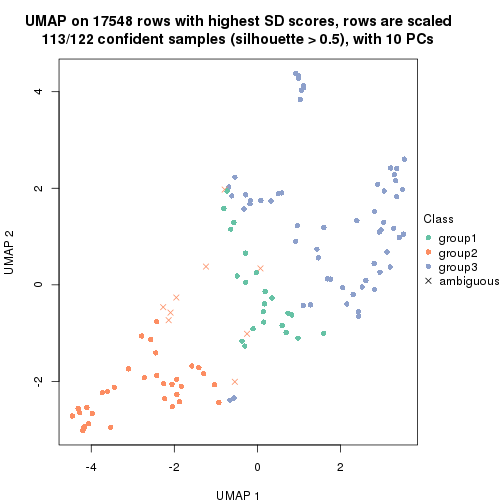 UMAP on 17548 rows with highest SD scores, rows are scaled
113/122 confident samples (silhouette > 0.5), with 10 PCs
4
2
0
-2
UMAP 2
-4
-2
0
2
UMAP 1
Class
group1
group2
group3
ambiguous